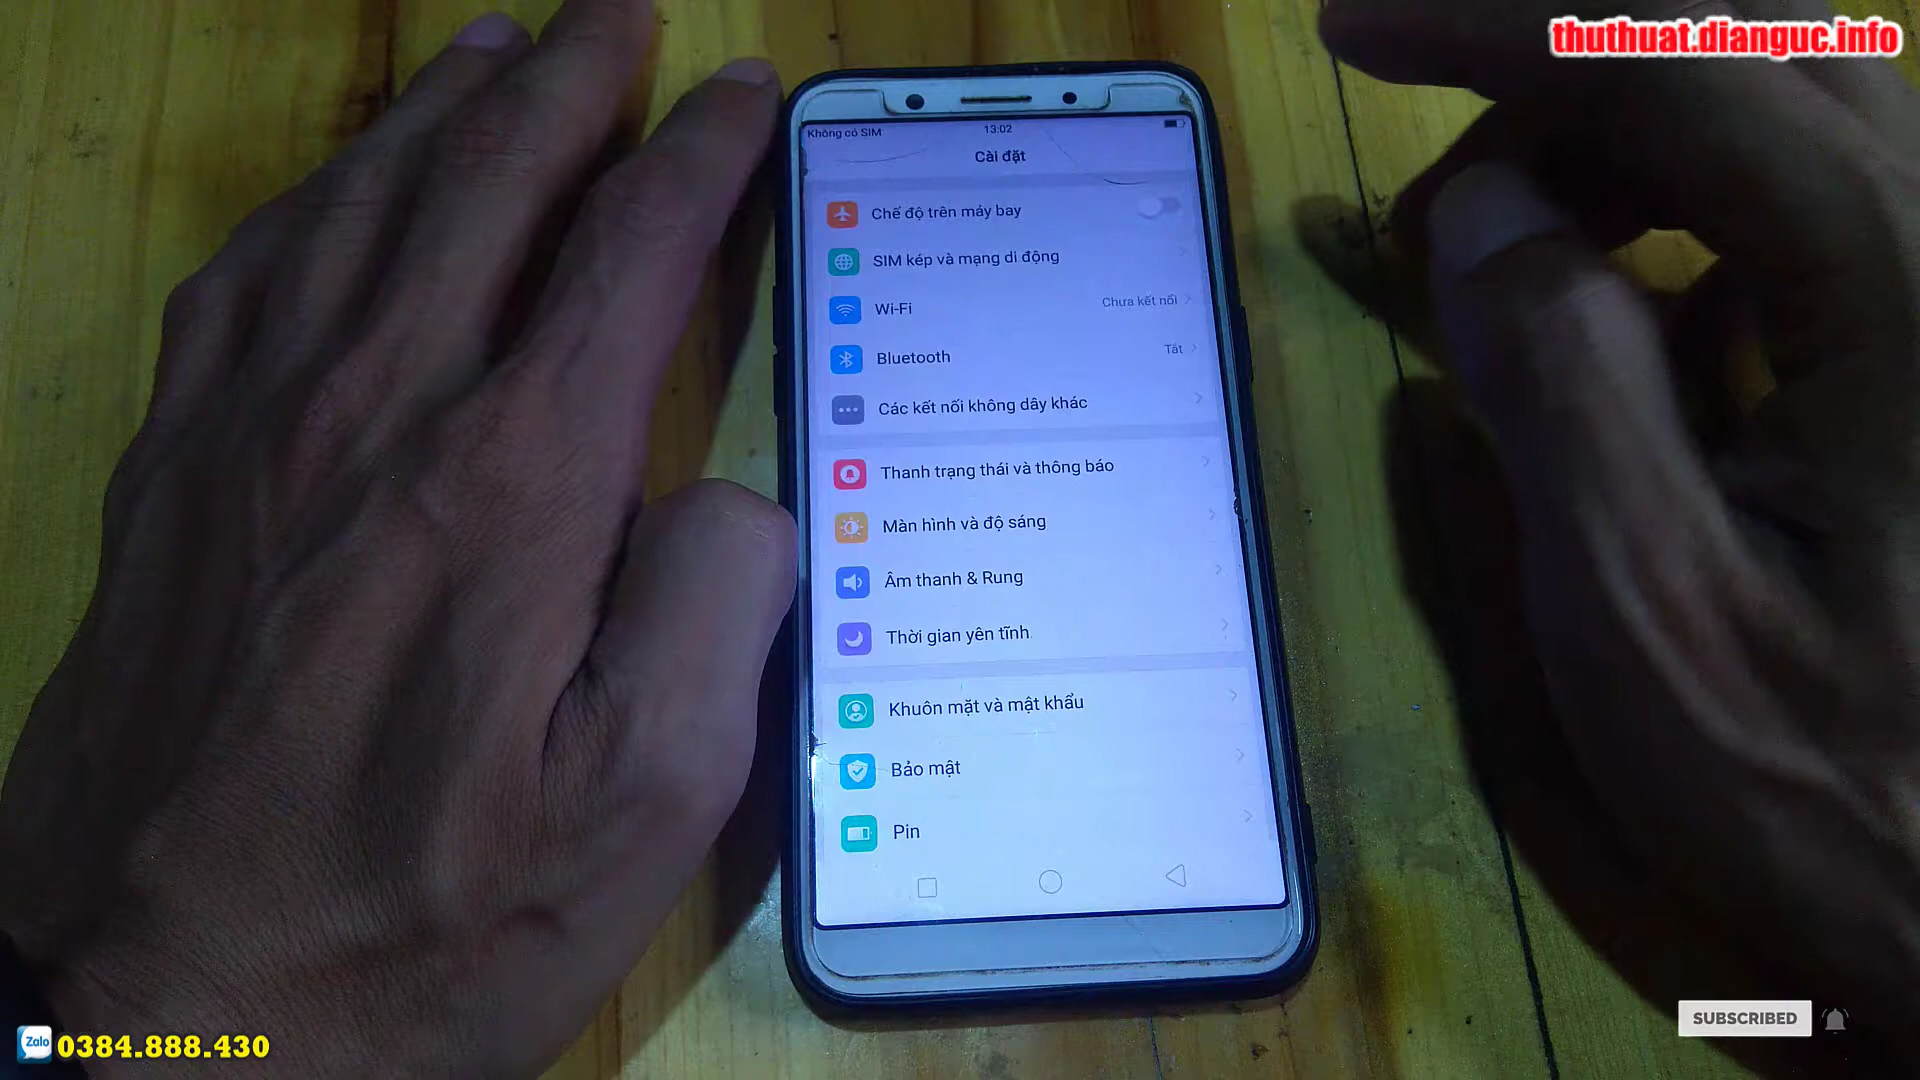 thuthuat.dianguc.info
Không có SIM 13:02
Cài đặt
Chế độ trên máy bay
SIM kép và mạng di động
Wi-Fi Chưa kết nối
Bluetooth Tắt
Các kết nối không dây khác
Thanh trạng thái và thông báo
Màn hình và độ sáng
Âm thanh & Rung
Thời gian yên tĩnh
Khuôn mặt và mật khẩu
Bảo mật
Pin
SUBSCRIBED
Zalo 0384.888.430